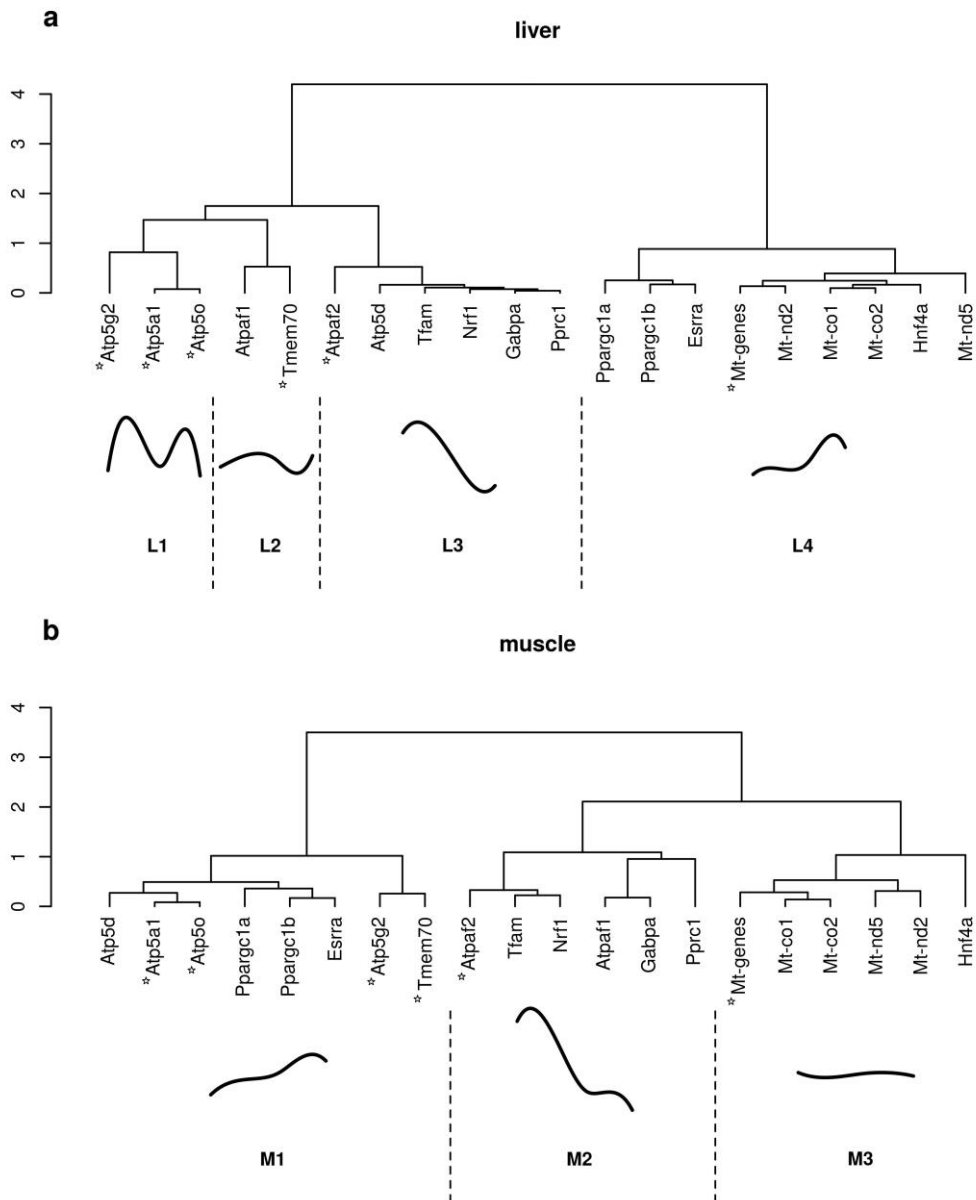 a
liver
4
3
2
1
0
☆Atp5g2
☆Atp5a1
☆Atp5o
Atpaf1
☆Tmem70
☆Atpaf2
Atp5d
Tfam
Nrf1
Gabpa
Pprc1
Ppargc1a
Ppargc1b
Esrra
☆Mt-genes
Mt-nd2
Mt-co1
Mt-co2
Hnf4a
Mt-nd5
L1 L2 L3 L4
b
muscle
4
3
2
1
0
Atp5d
☆Atp5a1
☆Atp5o
Ppargc1a
Ppargc1b
Esrra
☆Atp5g2
☆Tmem70
☆Atpaf2
Tfam
Nrf1
Atpaf1
Gabpa
Pprc1
☆Mt-genes
Mt-co1
Mt-co2
Mt-nd5
Mt-nd2
Hnf4a
M1 M2 M3